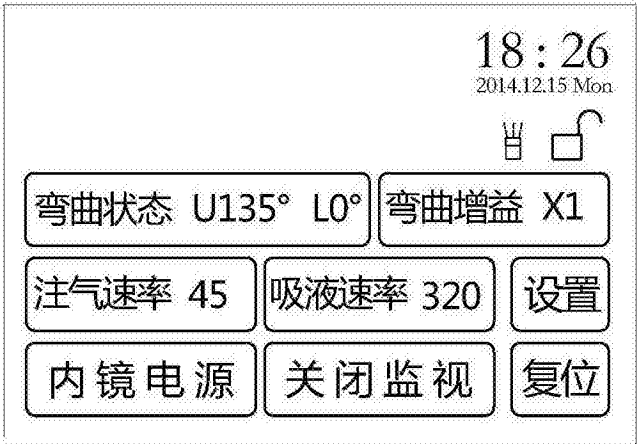 18:26
2014.12.15 Mon
弯曲状态 U135° L0° 弯曲增益 X1
注气速率 45 吸液速率 320 设置
内镜电源 关闭监视 复位